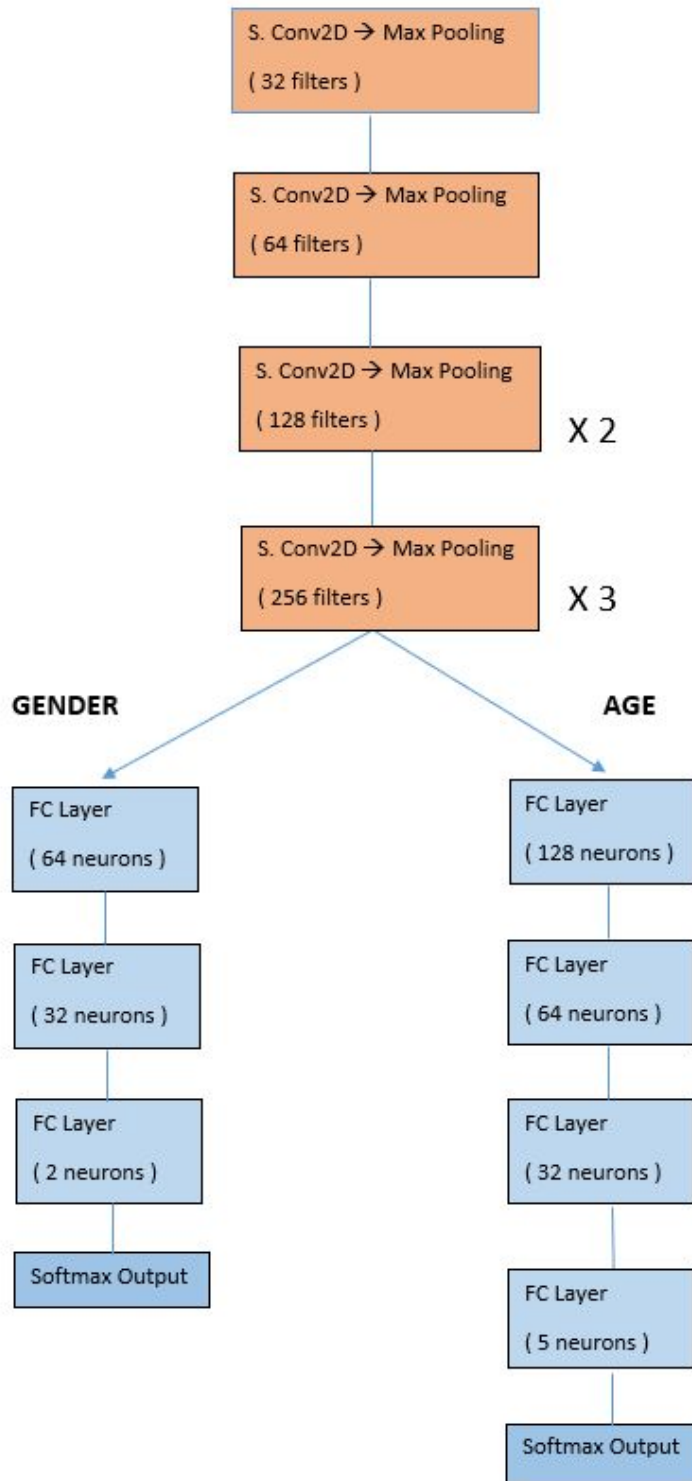 S. Conv2D → Max Pooling
( 32 filters )
S. Conv2D → Max Pooling
( 64 filters )
S. Conv2D → Max Pooling
( 128 filters )
X 2
S. Conv2D → Max Pooling
( 256 filters )
X 3
GENDER
FC Layer
( 64 neurons )
FC Layer
( 32 neurons )
FC Layer
( 2 neurons )
Softmax Output
AGE
FC Layer
( 128 neurons )
FC Layer
( 64 neurons )
FC Layer
( 32 neurons )
FC Layer
( 5 neurons )
Softmax Output